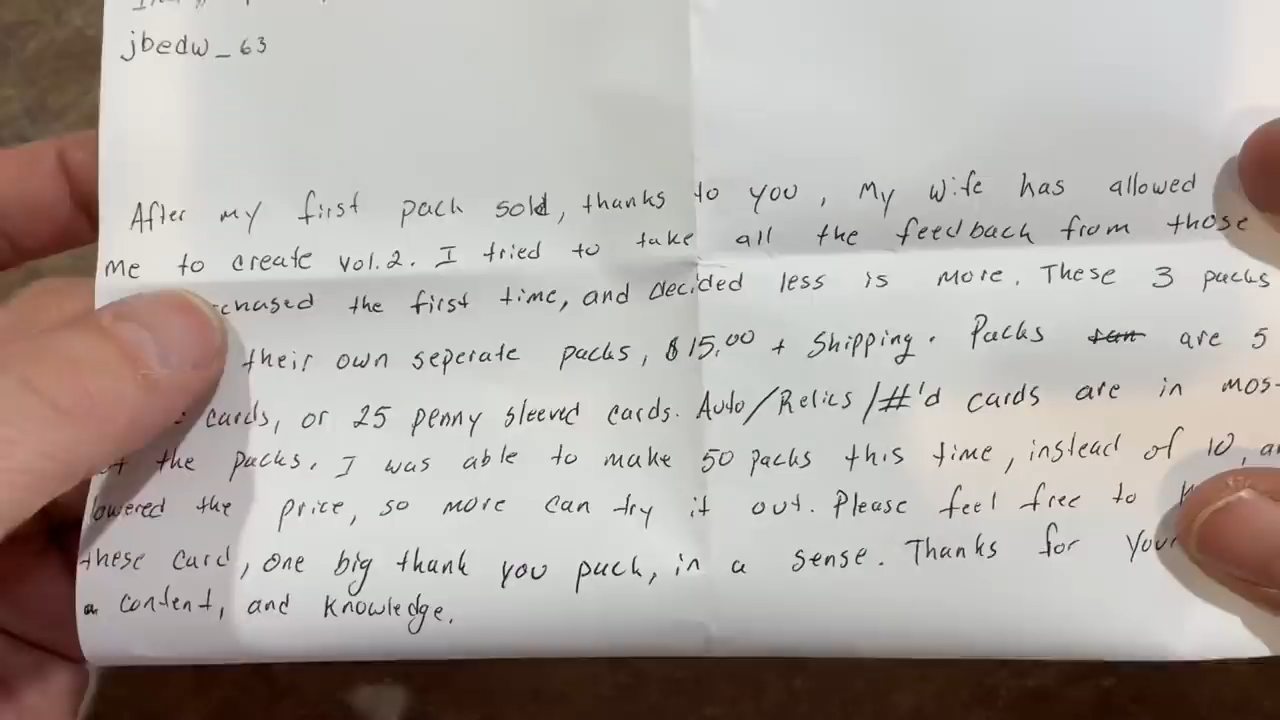 jbedw_63
After my first pack sold, thanks to you, My wife has allowed
me to create vol.2. I tried to take all the feedback from those
chased the first time, and decided less is more. These 3 packs
their own seperate packs, $15.00 + Shipping. Packs are 5
cards, or 25 penny sleeved cards. Auto/Relics/#'d cards are in mos
the packs. I was able to make 50 packs this time, instead of 10,
lowered the price, so more can try it out. Please feel free to
these card, one big thank you pack, in a sense. Thanks for your
content, and knowledge.